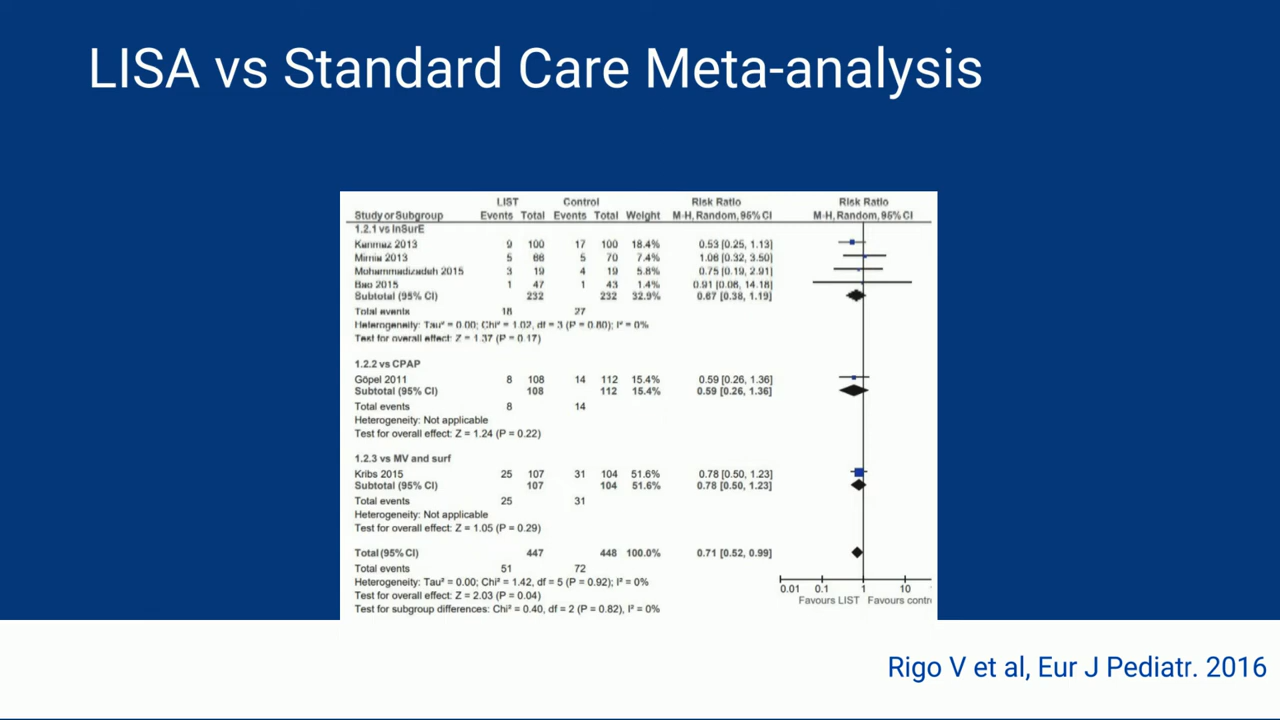 LISA vs Standard Care Meta-analysis
LIST Control Risk Ratio Risk Ratio
Study or Subgroup Events Total Events Total Weight M-H, Random, 95% CI M-H, Random, 95% CI
1.2.1 vs InSurE
Kanmaz 2013 9 100 17 100 18.4% 0.53 [0.25, 1.13]
Mirnia 2013 5 66 5 70 7.4% 1.06 [0.32, 3.50]
Mohammadizadeh 2015 3 19 4 19 5.8% 0.75 [0.19, 2.91]
Bao 2015 1 47 1 43 1.4% 0.91 [0.06, 14.18]
Subtotal (95% CI) 232 232 32.9% 0.67 [0.38, 1.19]
Total events 18 27
Heterogeneity: Tau² = 0.00; Chi² = 1.02, df = 3 (P = 0.80); I² = 0%
Test for overall effect: Z = 1.37 (P = 0.17)
1.2.2 vs CPAP
Göpel 2011 8 108 14 112 15.4% 0.59 [0.26, 1.36]
Subtotal (95% CI) 108 112 15.4% 0.59 [0.26, 1.36]
Total events 8 14
Heterogeneity: Not applicable
Test for overall effect: Z = 1.24 (P = 0.22)
1.2.3 vs MV and surf
Kribs 2015 25 107 31 104 51.6% 0.78 [0.50, 1.23]
Subtotal (95% CI) 107 104 51.6% 0.78 [0.50, 1.23]
Total events 25 31
Heterogeneity: Not applicable
Test for overall effect: Z = 1.05 (P = 0.29)
Total (95% CI) 447 448 100.0% 0.71 [0.52, 0.99]
Total events 51 72
Heterogeneity: Tau² = 0.00; Chi² = 1.42, df = 5 (P = 0.92); I² = 0%
Test for overall effect: Z = 2.03 (P = 0.04)
Test for subgroup differences: Chi² = 0.40, df = 2 (P = 0.82), I² = 0%
0.01 0.1 1 10
Favours LIST Favours contr
Rigo V et al, Eur J Pediatr. 2016